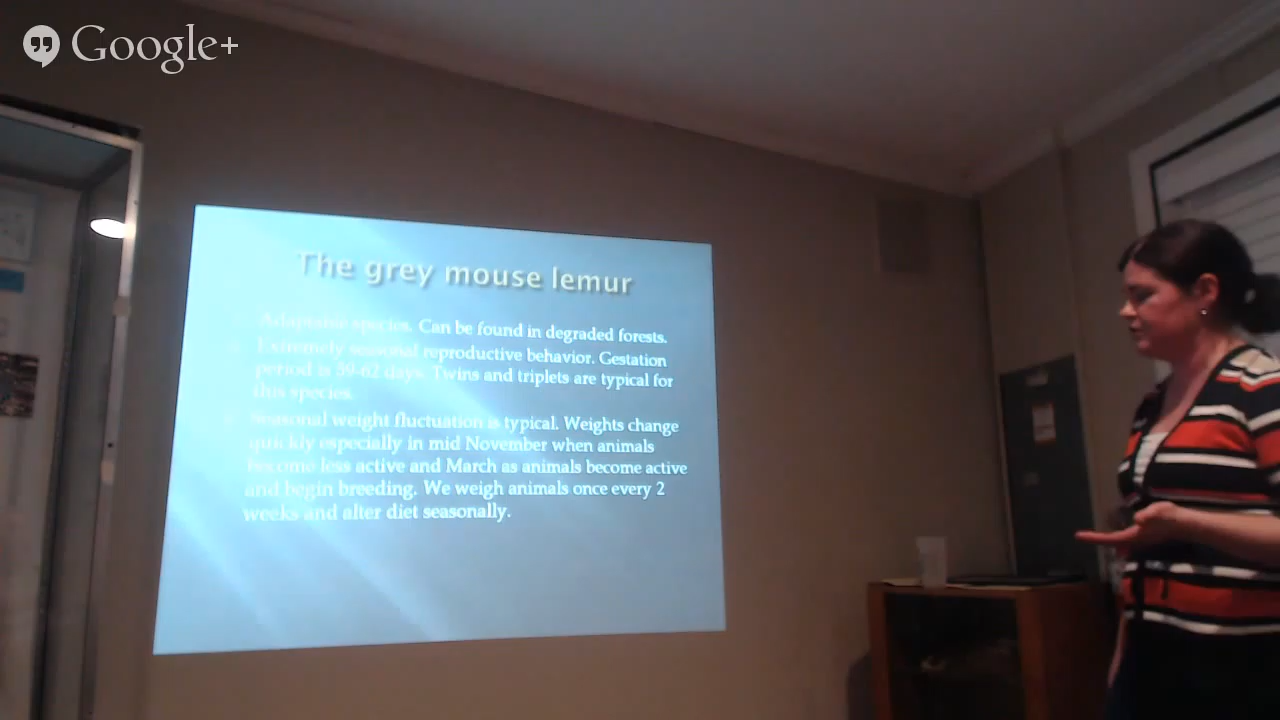 Google+
The grey mouse lemur
Adaptable species. Can be found in degraded forests.
Extremely seasonal reproductive behavior. Gestation
period is 59-62 days. Twins and triplets are typical for
this species.
Seasonal weight fluctuation is typical. Weights change
quickly especially in mid November when animals
become less active and March as animals become active
and begin breeding. We weigh animals once every 2
weeks and alter diet seasonally.